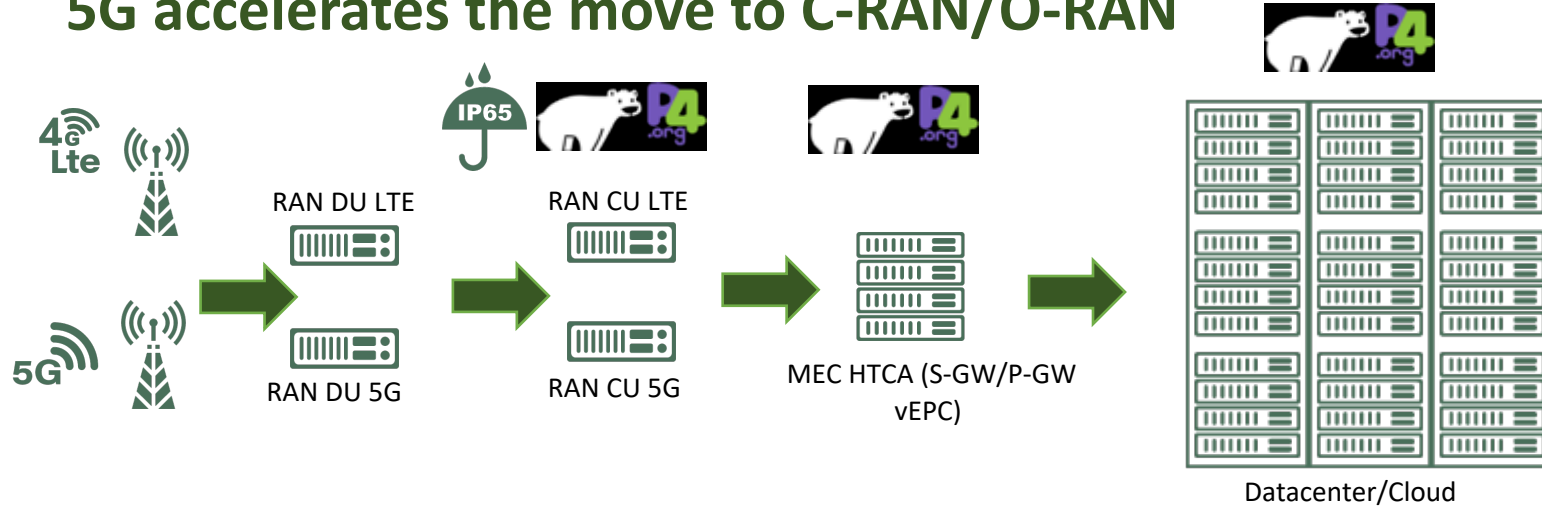 5G accelerates the move to C-RAN/O-RAN
P4
.org
4G
Lte
IP65
P4
.org
P4
.org
RAN DU LTE
RAN CU LTE
5G
RAN DU 5G
RAN CU 5G
MEC HTCA (S-GW/P-GW
vEPC)
Datacenter/Cloud